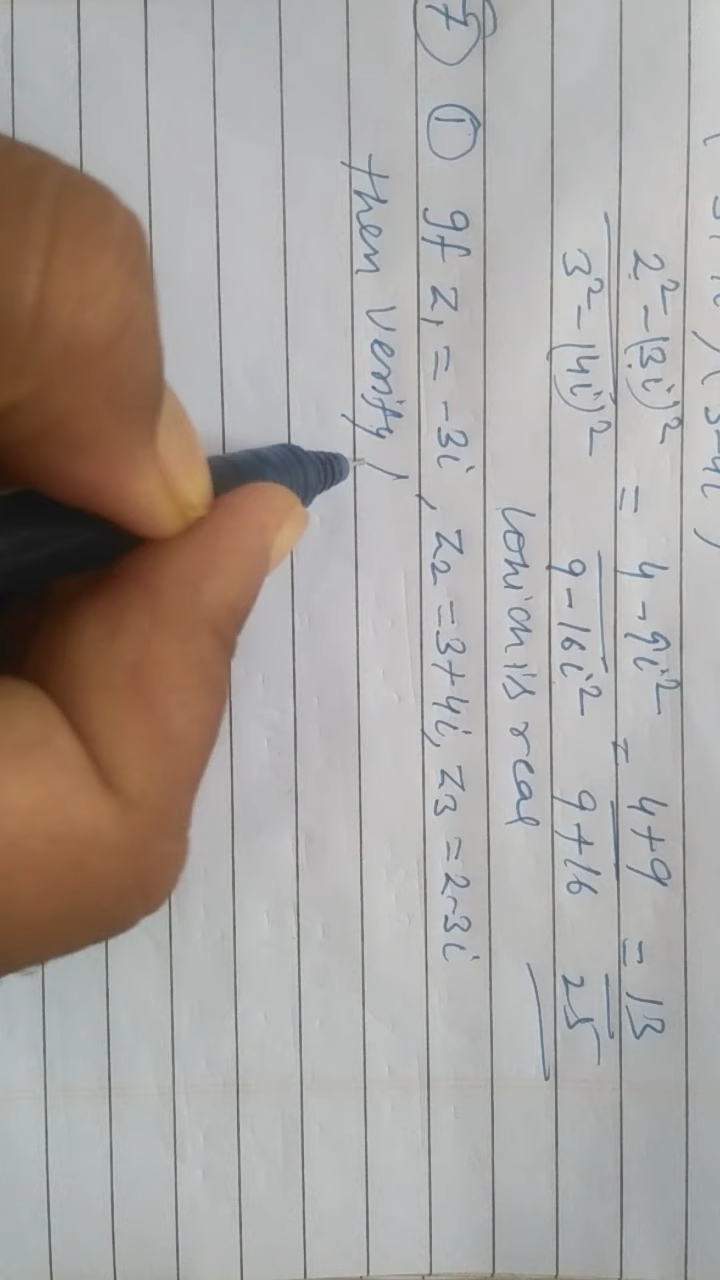 2² - (3i)² = 4 - 9i² = 4+9 = 13
3² - (4i)² 9 - 16i² 9+16 25
which is real
7) ① If z₁ = -3i, z₂ = 3+4i, z₃ = 2-3i
then verify